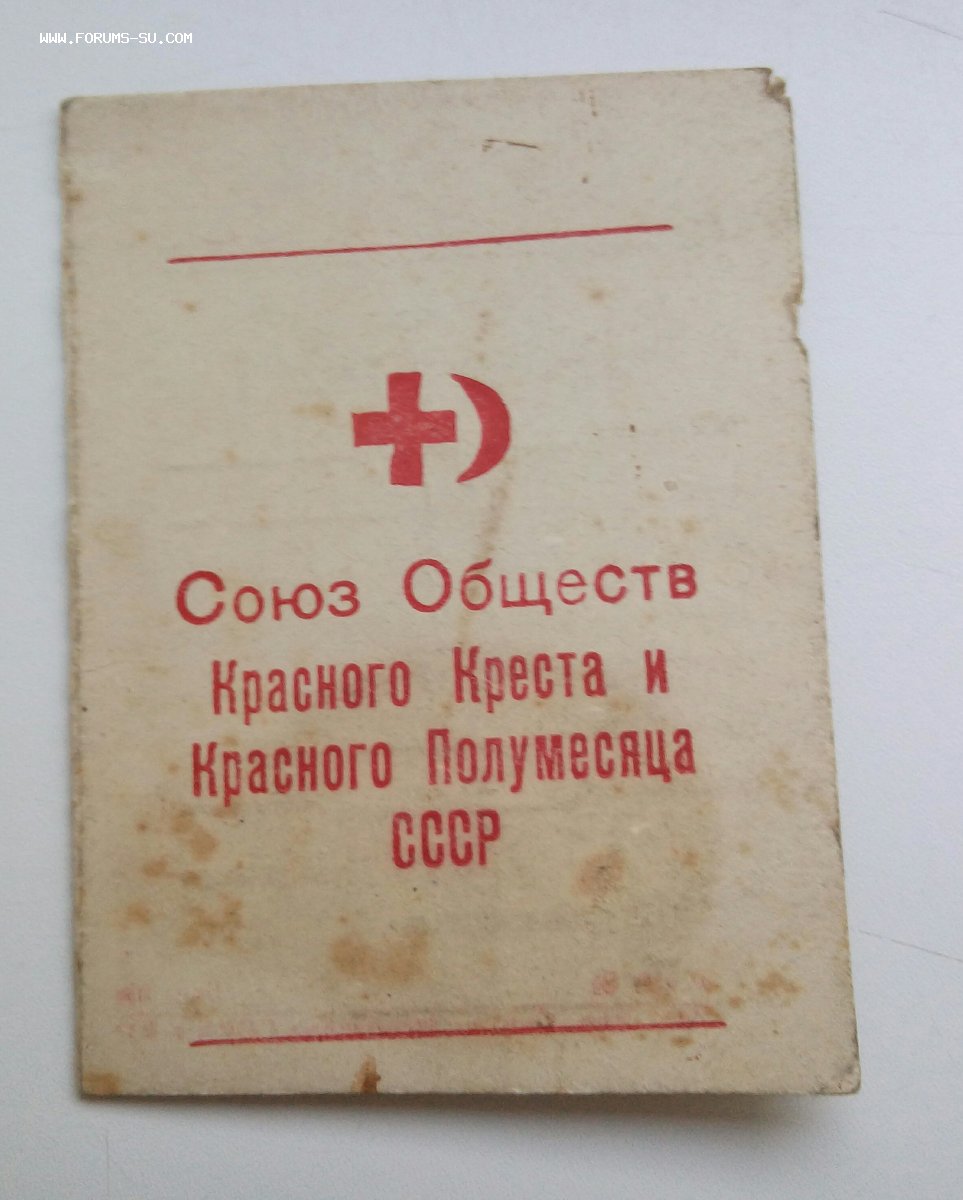 WWW.FORUMS-SU.COM
Союз Обществ
Красного Креста и
Красного Полумесяца
СССР